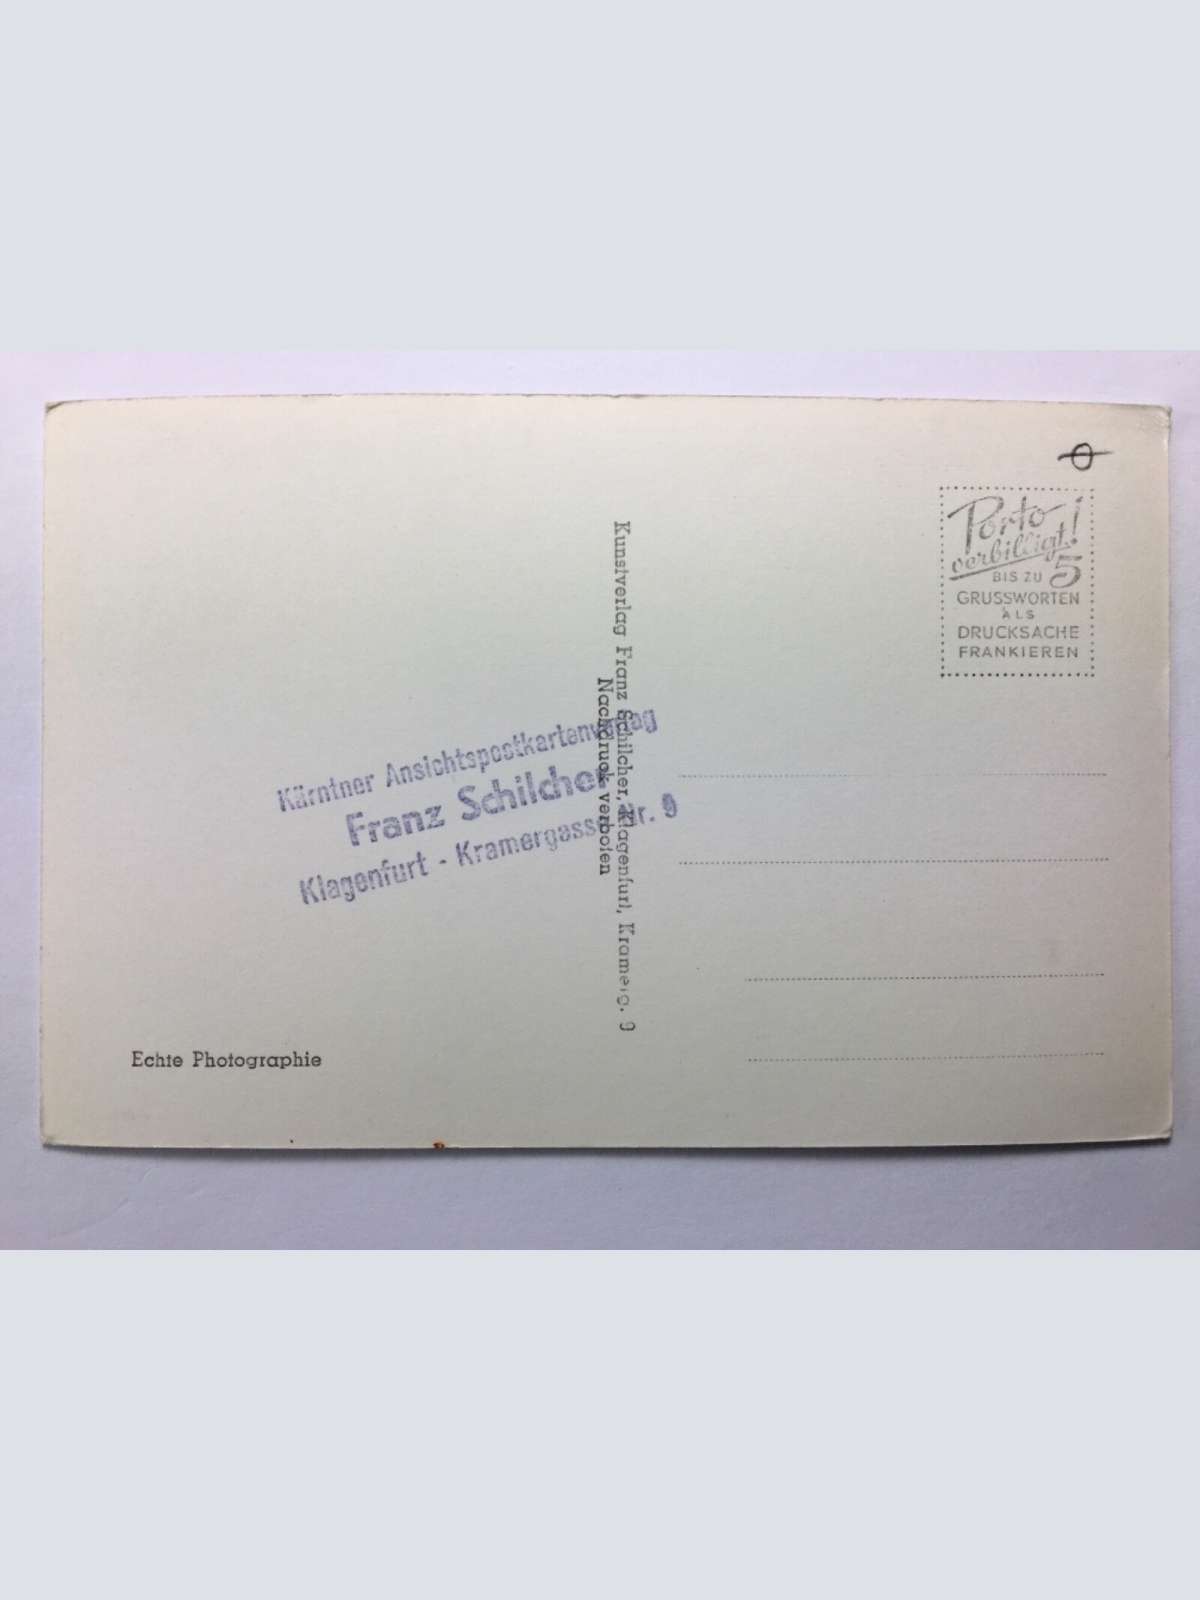 Porto
verbilligt!
BIS ZU 5
GRUSSWORTEN
ALS
DRUCKSACHE
FRANKIEREN
Kunstverlag Franz Schilcher, Klagenfurt, Kramerg. 9
Nachdruck verboten
Kärntner Ansichtspostkartenverlag
Franz Schilcher
Klagenfurt - Kramergasse Nr. 9
Echte Photographie